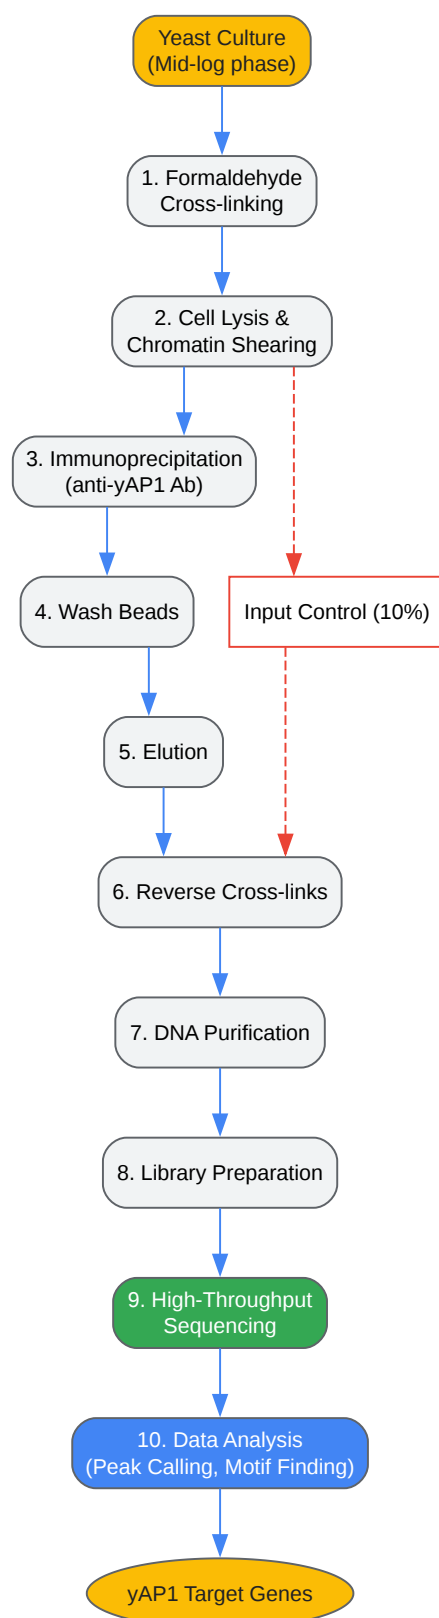 Yeast Culture
(Mid-log phase)
1. Formaldehyde
Cross-linking
2. Cell Lysis &
Chromatin Shearing
3. Immunoprecipitation
(anti-yAP1 Ab)
4. Wash Beads
Input Control (10%)
5. Elution
6. Reverse Cross-links
7. DNA Purification
8. Library Preparation
9. High-Throughput
Sequencing
10. Data Analysis
(Peak Calling, Motif Finding)
yAP1 Target Genes